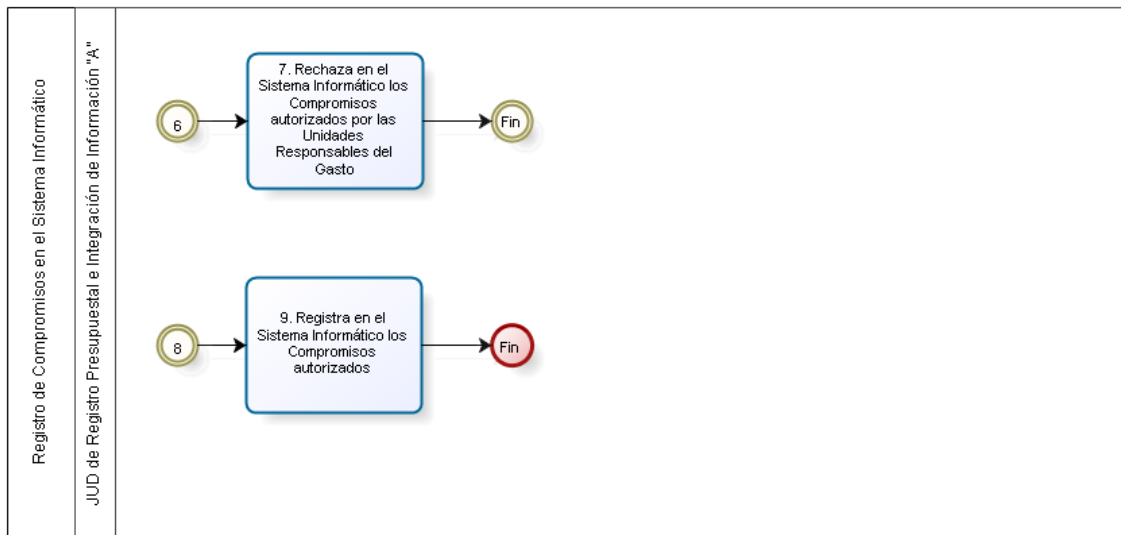 Registro de Compromisos en el Sistema Informático
JUD de Registro Presupuestal e Integración de Información "A"
6
7. Rechaza en el
Sistema Informático los
Compromisos
autorizados por las
Unidades
Responsables del
Gasto
Fin
8
9. Registra en el
Sistema Informático los
Compromisos
autorizados
Fin